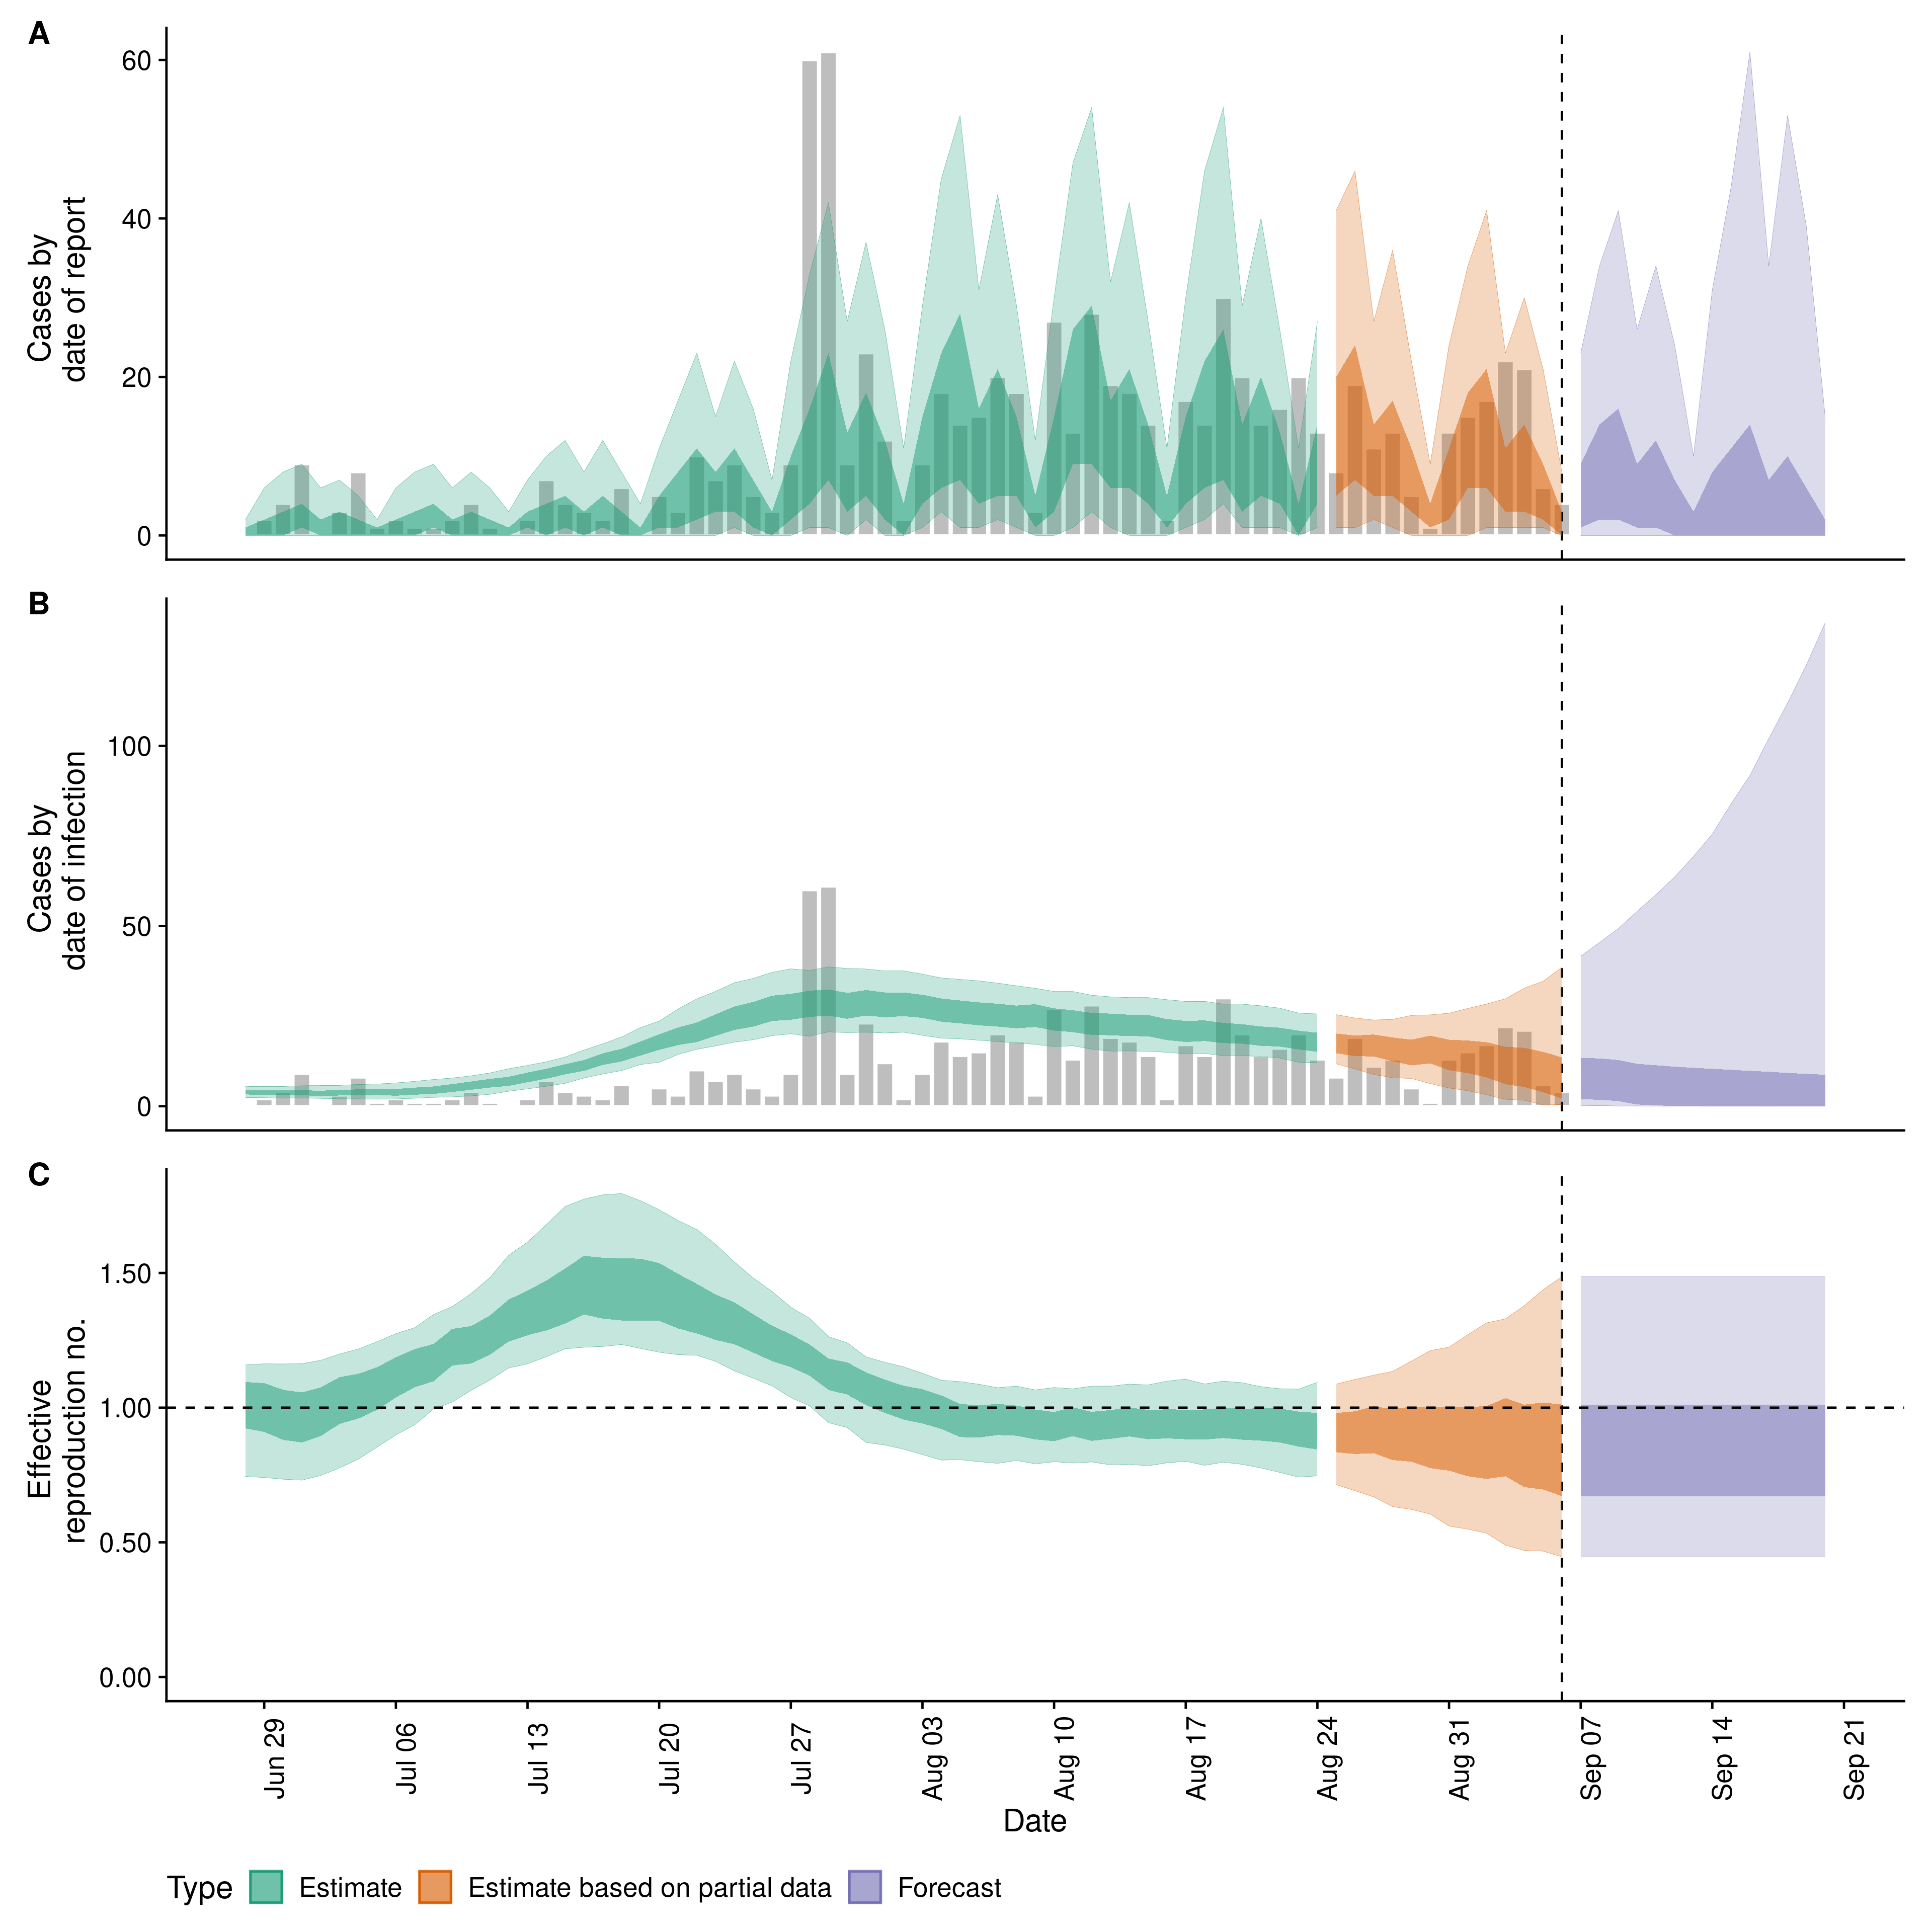 A
Cases by
date of report
60
40
20
0
B
Cases by
date of infection
100
50
0
C
Effective
reproduction no.
1.50
1.00
0.50
0.00
Jun 29
Jul 06
Jul 13
Jul 20
Jul 27
Aug 03
Aug 10
Aug 17
Aug 24
Aug 31
Sep 07
Sep 14
Sep 21
Date
Type Estimate Estimate based on partial data Forecast